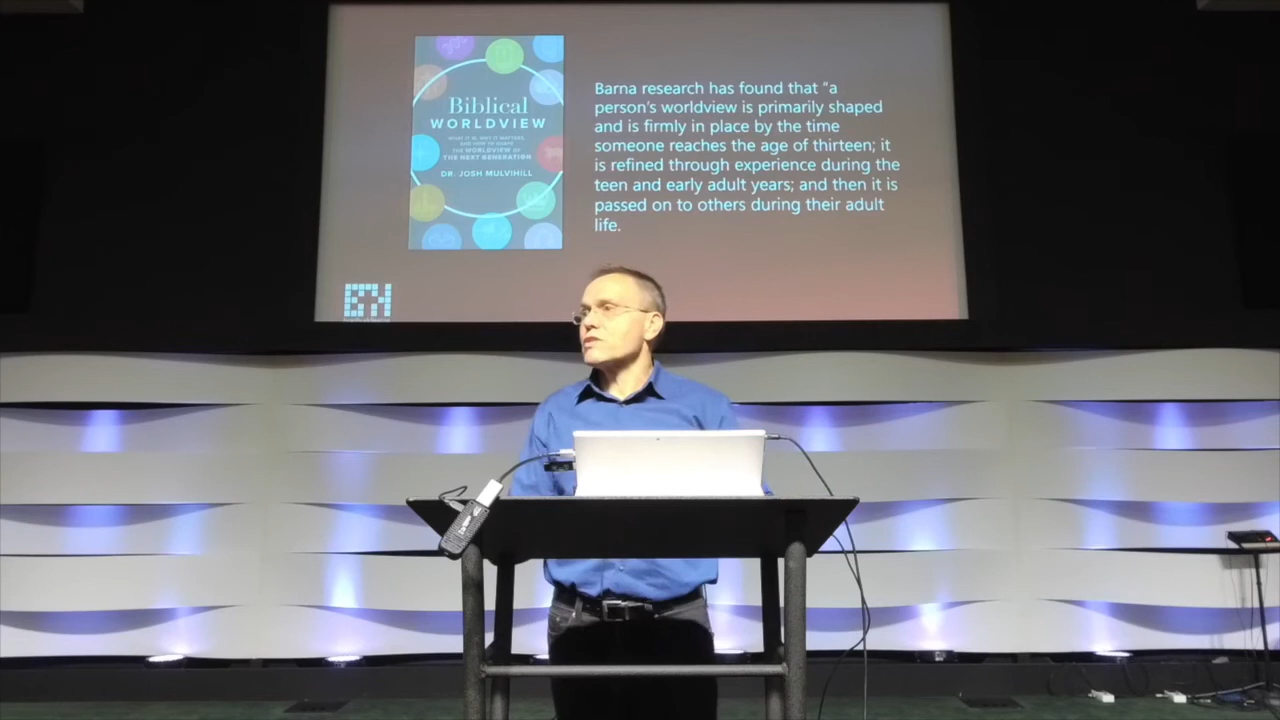 Biblical
WORLDVIEW
WHAT IT IS, WHY IT MATTERS,
AND HOW TO SHAPE
THE WORLDVIEW OF
THE NEXT GENERATION
DR. JOSH MULVIHILL
Barna research has found that “a
person’s worldview is primarily shaped
and is firmly in place by the time
someone reaches the age of thirteen; it
is refined through experience during the
teen and early adult years; and then it is
passed on to others during their adult
life.